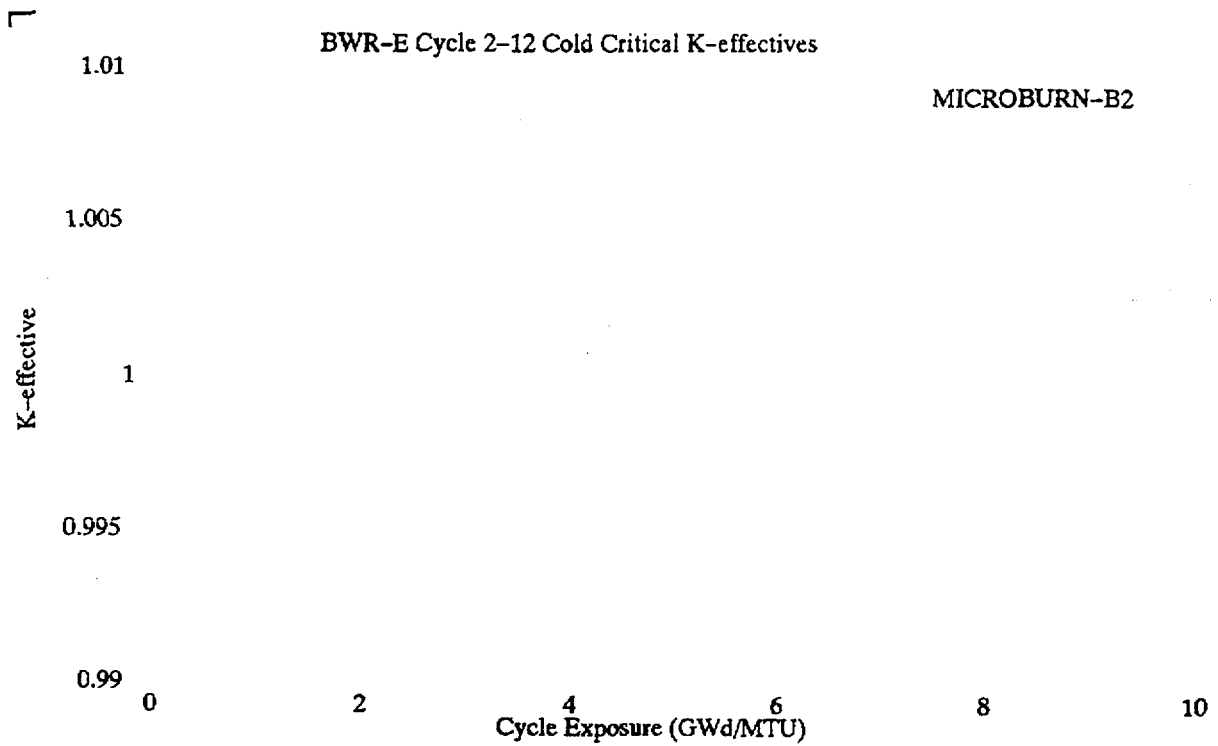 BWR-E Cycle 2-12 Cold Critical K-effectives
MICROBURN-B2
1.01
1.005
1
0.995
0.99
K-effective
0 2 4 6 8 10
Cycle Exposure (GWd/MTU)